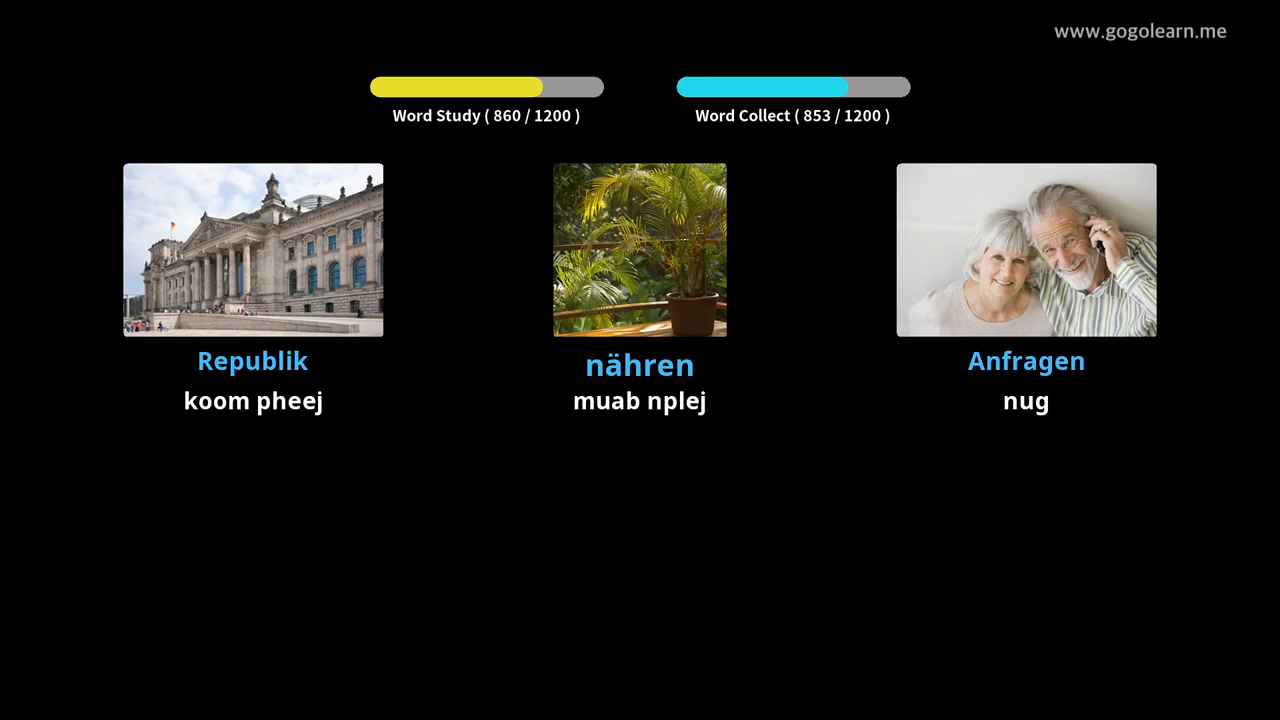 www.gogolearn.me
Word Study ( 860 / 1200 )
Word Collect ( 853 / 1200 )
Republik
nähren
Anfragen
koom pheej
muab nplej
nug